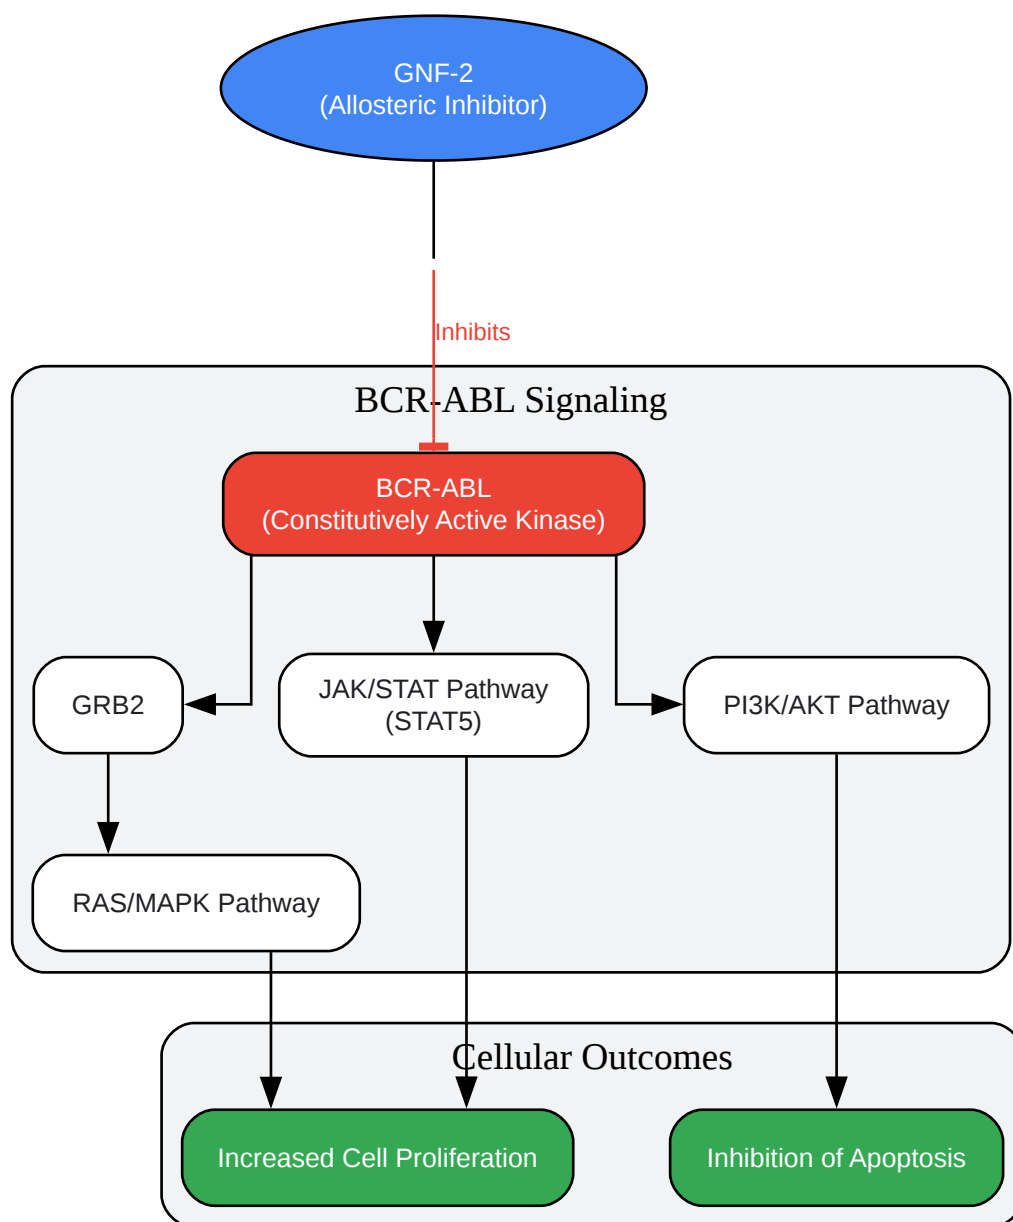 GNF-2
(Allosteric Inhibitor)
Inhibits
BCR-ABL Signaling
BCR-ABL
(Constitutively Active Kinase)
GRB2
JAK/STAT Pathway
(STAT5)
PI3K/AKT Pathway
RAS/MAPK Pathway
Cellular Outcomes
Increased Cell Proliferation
Inhibition of Apoptosis